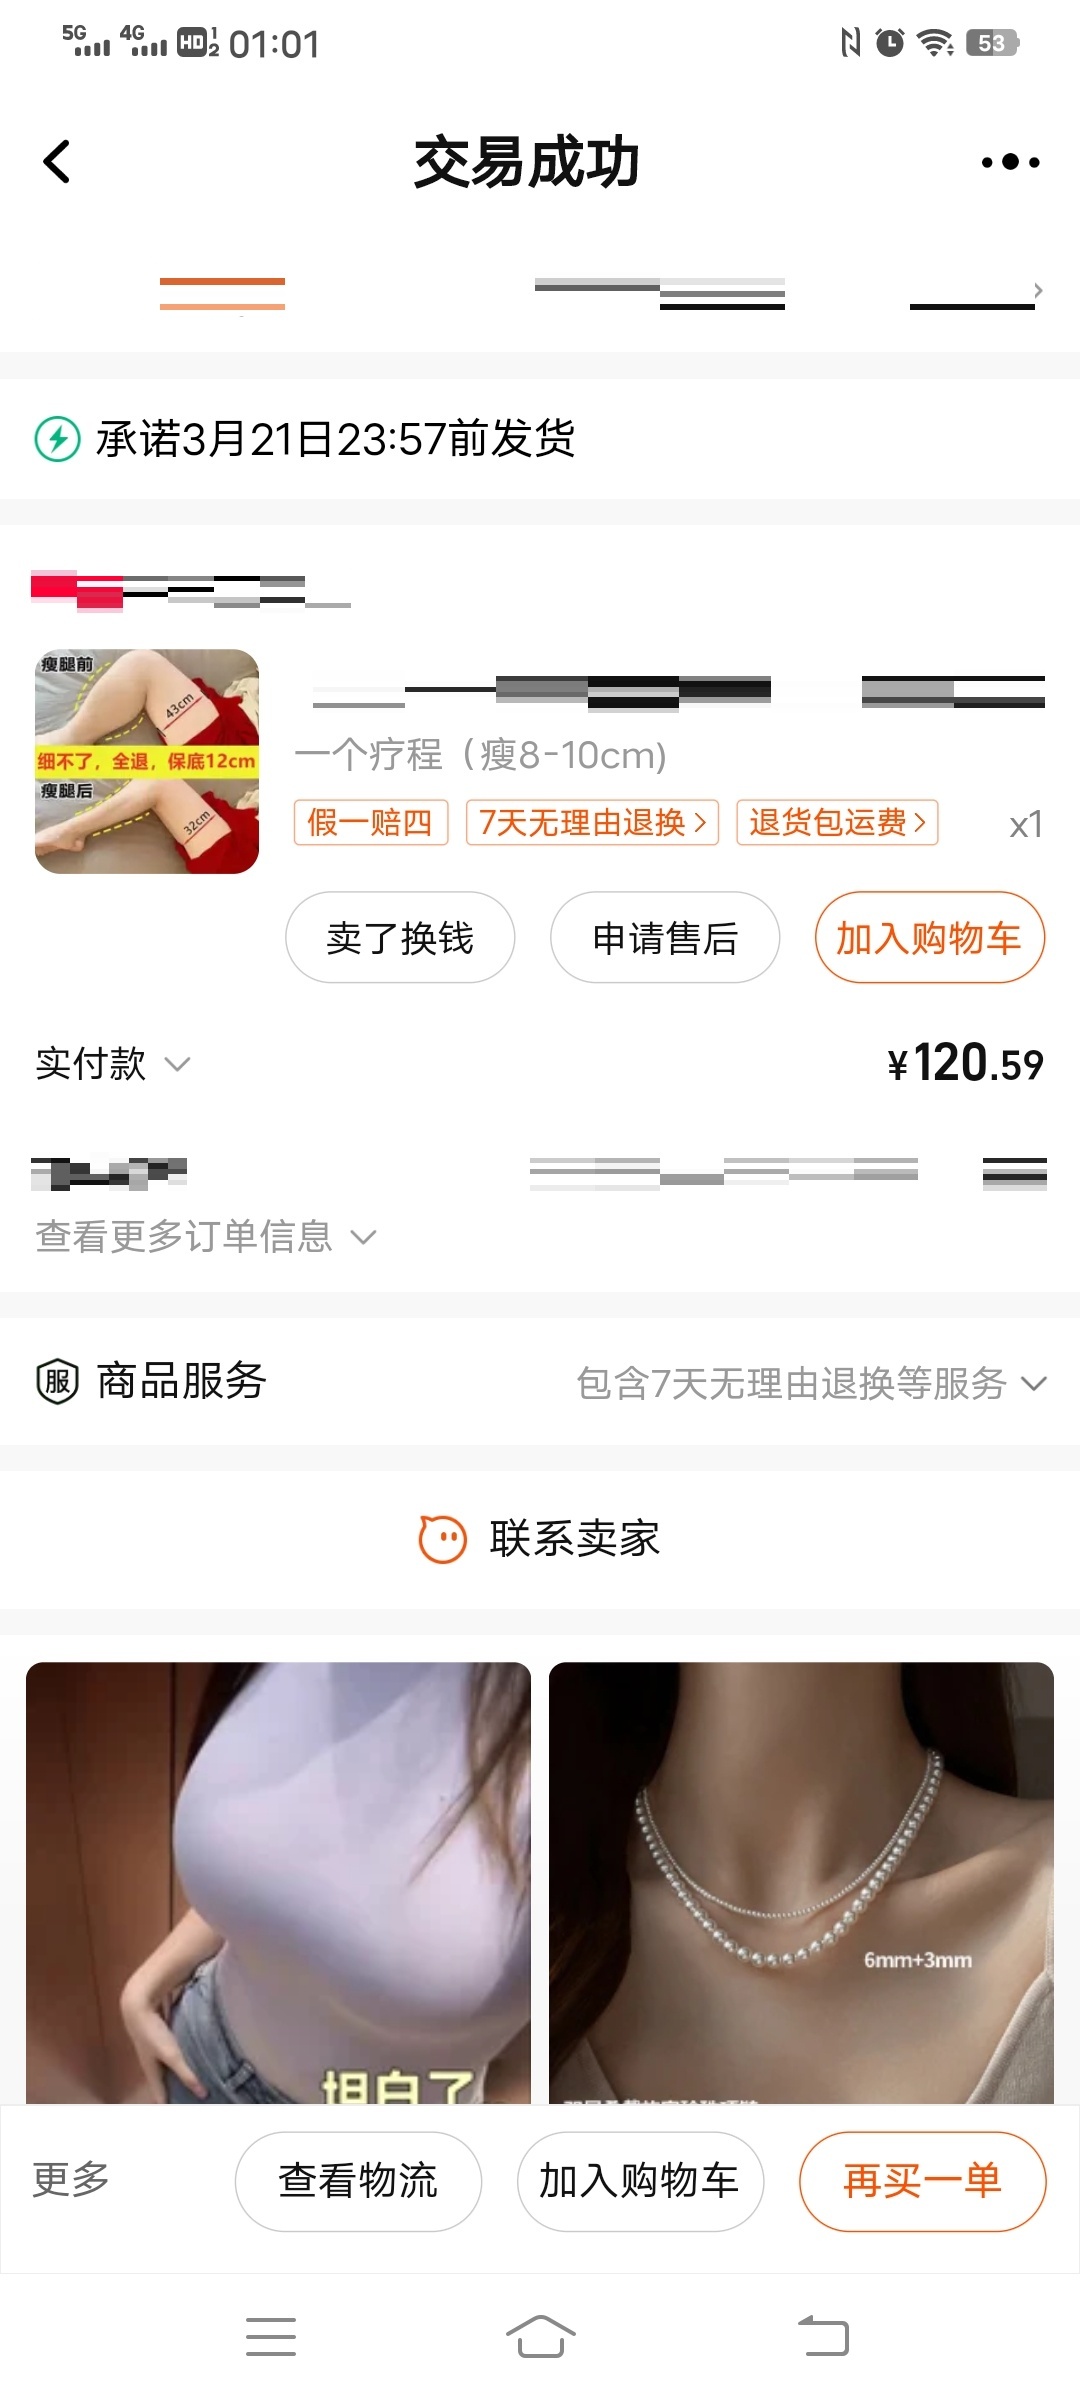 5G 4G HD 1 2 01:01 53
交易成功
承诺3月21日23:57前发货
瘦腿前
43cm
细不了，全退，保底12cm
瘦腿后
32cm
一个疗程（瘦8-10cm)
假一赔四 7天无理由退换 退货包运费 x1
卖了换钱 申请售后 加入购物车
实付款 ¥120.59
查看更多订单信息
服 商品服务 包含7天无理由退换等服务
联系卖家
6mm+3mm
坦白了
更多 查看物流 加入购物车 再买一单